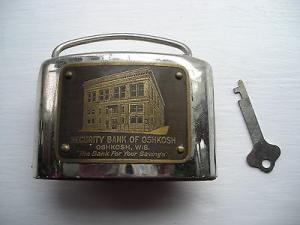 SECURITY BANK OF OSHKOSH
OSHKOSH, WIS.
"The Bank For Your Savings"